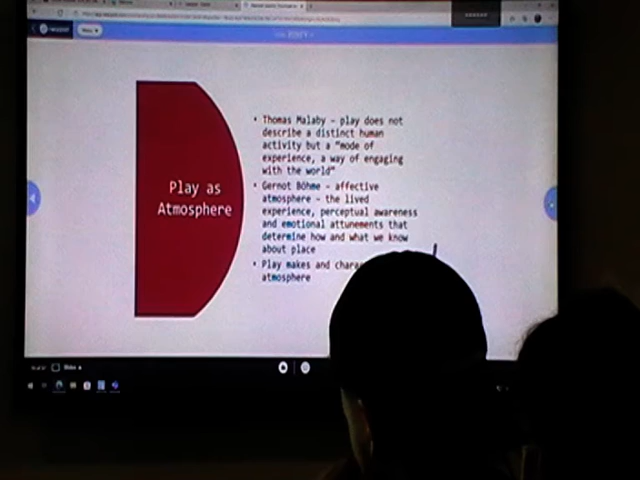 Play as
Atmosphere
• Thomas Malaby – play does not
describe a distinct human
activity but a "mode of
experience, a way of engaging
with the world"
• Gernot Böhme – affective
atmosphere – the lived
experience, perceptual awareness
and emotional attunements that
determine how and what we know
about place
• Play makes and
atmosphere